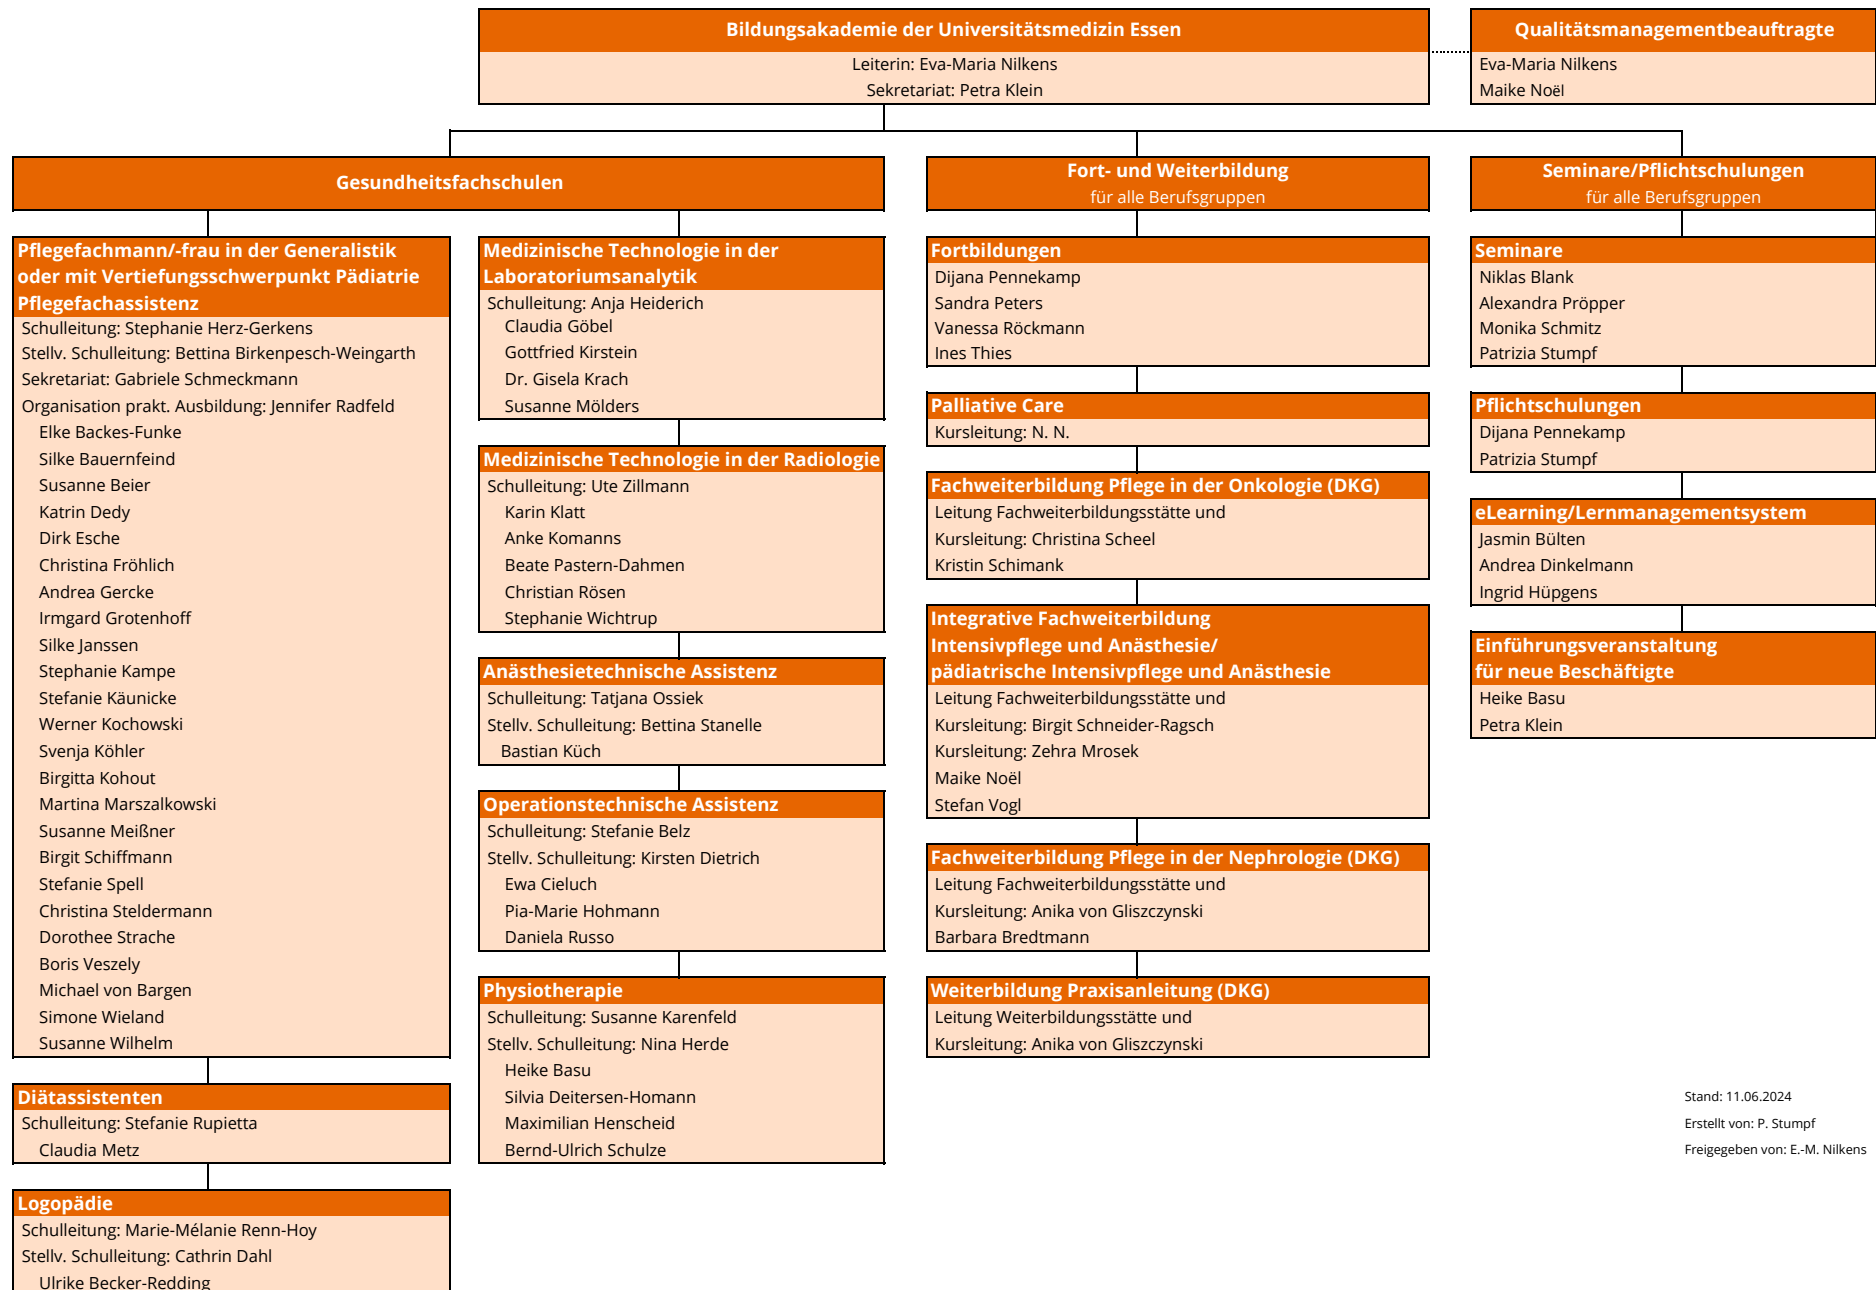 Bildungsakademie der Universitätsmedizin Essen
Leiterin: Eva-Maria Nilkens
Sekretariat: Petra Klein
Qualitätsmanagementbeauftragte
Eva-Maria Nilkens
Maike Noël
Gesundheitsfachschulen
Pflegefachmann/-frau in der Generalistik
oder mit Vertiefungsschwerpunkt Pädiatrie
Pflegefachassistenz
Schulleitung: Stephanie Herz-Gerkens
Stellv. Schulleitung: Bettina Birkenpesch-Weingarth
Sekretariat: Gabriele Schmeckmann
Organisation prakt. Ausbildung: Jennifer Radfeld
Elke Backes-Funke
Silke Bauernfeind
Susanne Beier
Katrin Dedy
Dirk Esche
Christina Fröhlich
Andrea Gercke
Irmgard Grotenhoff
Silke Janssen
Stephanie Kampe
Stefanie Käunicke
Werner Kochowski
Svenja Köhler
Birgitta Kohout
Martina Marszalkowski
Susanne Meißner
Birgit Schiffmann
Stefanie Spell
Christina Steldermann
Dorothee Strache
Boris Veszely
Michael von Bargen
Simone Wieland
Susanne Wilhelm
Diätassistenten
Schulleitung: Stefanie Rupietta
Claudia Metz
Logopädie
Schulleitung: Marie-Mélanie Renn-Hoy
Stellv. Schulleitung: Cathrin Dahl
Ulrike Becker-Redding
Medizinische Technologie in der
Laboratoriumsanalytik
Schulleitung: Anja Heiderich
Claudia Göbel
Gottfried Kirstein
Dr. Gisela Krach
Susanne Mölders
Medizinische Technologie in der Radiologie
Schulleitung: Ute Zillmann
Karin Klatt
Anke Komanns
Beate Pastern-Dahmen
Christian Rösen
Stephanie Wichtrup
Anästhesietechnische Assistenz
Schulleitung: Tatjana Ossiek
Stellv. Schulleitung: Bettina Stanelle
Bastian Küch
Operationstechnische Assistenz
Schulleitung: Stefanie Belz
Stellv. Schulleitung: Kirsten Dietrich
Ewa Cieluch
Pia-Marie Hohmann
Daniela Russo
Physiotherapie
Schulleitung: Susanne Karenfeld
Stellv. Schulleitung: Nina Herde
Heike Basu
Silvia Deitersen-Homann
Maximilian Henscheid
Bernd-Ulrich Schulze
Fort- und Weiterbildung
für alle Berufsgruppen
Fortbildungen
Dijana Pennekamp
Sandra Peters
Vanessa Röckmann
Ines Thies
Palliative Care
Kursleitung: N. N.
Fachweiterbildung Pflege in der Onkologie (DKG)
Leitung Fachweiterbildungsstätte und
Kursleitung: Christina Scheel
Kristin Schimank
Integrative Fachweiterbildung
Intensivpflege und Anästhesie/
pädiatrische Intensivpflege und Anästhesie
Leitung Fachweiterbildungsstätte und
Kursleitung: Birgit Schneider-Ragsch
Kursleitung: Zehra Mrosek
Maike Noël
Stefan Vogl
Fachweiterbildung Pflege in der Nephrologie (DKG)
Leitung Fachweiterbildungsstätte und
Kursleitung: Anika von Gliszczynski
Barbara Bredtmann
Weiterbildung Praxisanleitung (DKG)
Leitung Weiterbildungsstätte und
Kursleitung: Anika von Gliszczynski
Seminare/Pflichtschulungen
für alle Berufsgruppen
Seminare
Niklas Blank
Alexandra Pröpper
Monika Schmitz
Patrizia Stumpf
Pflichtschulungen
Dijana Pennekamp
Patrizia Stumpf
eLearning/Lernmanagementsystem
Jasmin Bülten
Andrea Dinkelmann
Ingrid Hüpgens
Einführungsveranstaltung
für neue Beschäftigte
Heike Basu
Petra Klein
Stand: 11.06.2024
Erstellt von: P. Stumpf
Freigegeben von: E.-M. Nilkens